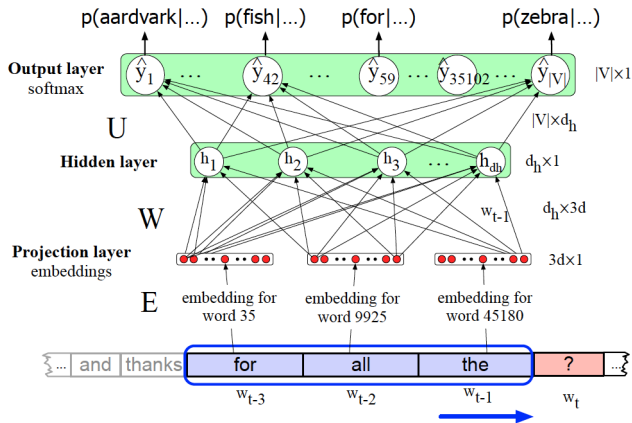 p(aardvark|...) p(fish|...) p(for|...) p(zebra|...)
Output layer softmax ŷ1 ... ŷ42 ... ŷ59 ... ŷ35102 ... ŷ|V| |V|×1
U |V|×dh
Hidden layer h1 h2 h3 ... hdh dh×1
W wt-1 dh×3d
Projection layer embeddings 3d×1
E
embedding for word 35
embedding for word 9925
embedding for word 45180
... and thanks for all the ? ...
wt-3 wt-2 wt-1 wt